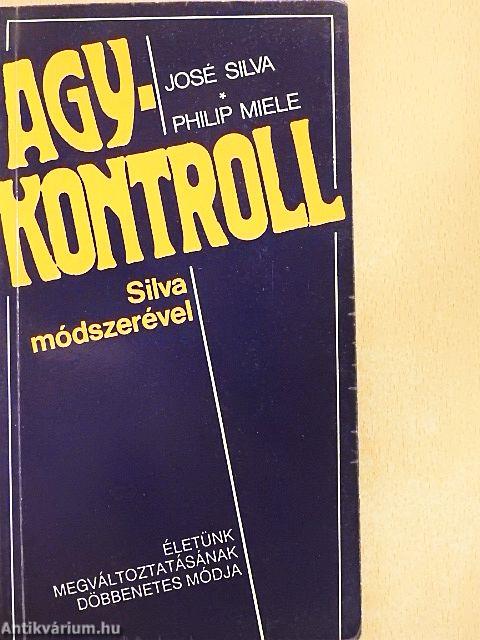 AGY-
KONTROLL
JOSÉ SILVA
*
PHILIP MIELE
Silva
módszerével
ÉLETÜNK
MEGVÁLTOZTATÁSÁNAK
DÖBBENETES MÓDJA
Antikvárium.hu